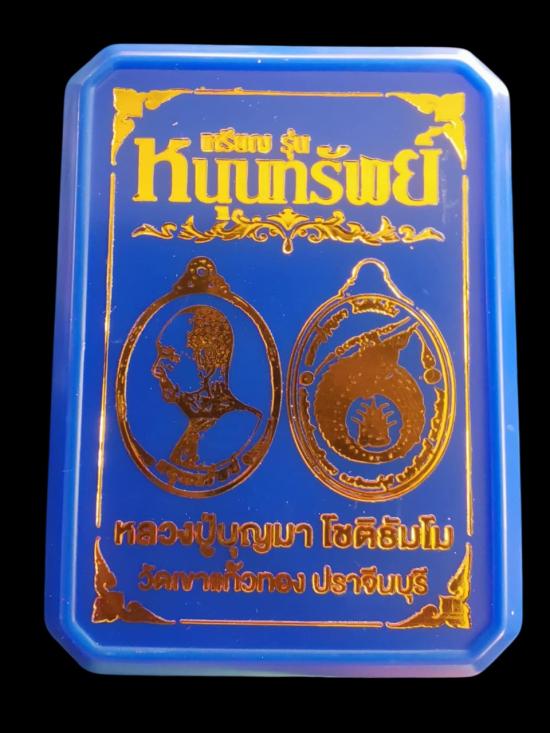 เหรียญ รุ่น
หนุนทรัพย์
หลวงปู่บุญมา โชติธัมโม
วัดเขาแก้วทอง ปราจีนบุรี